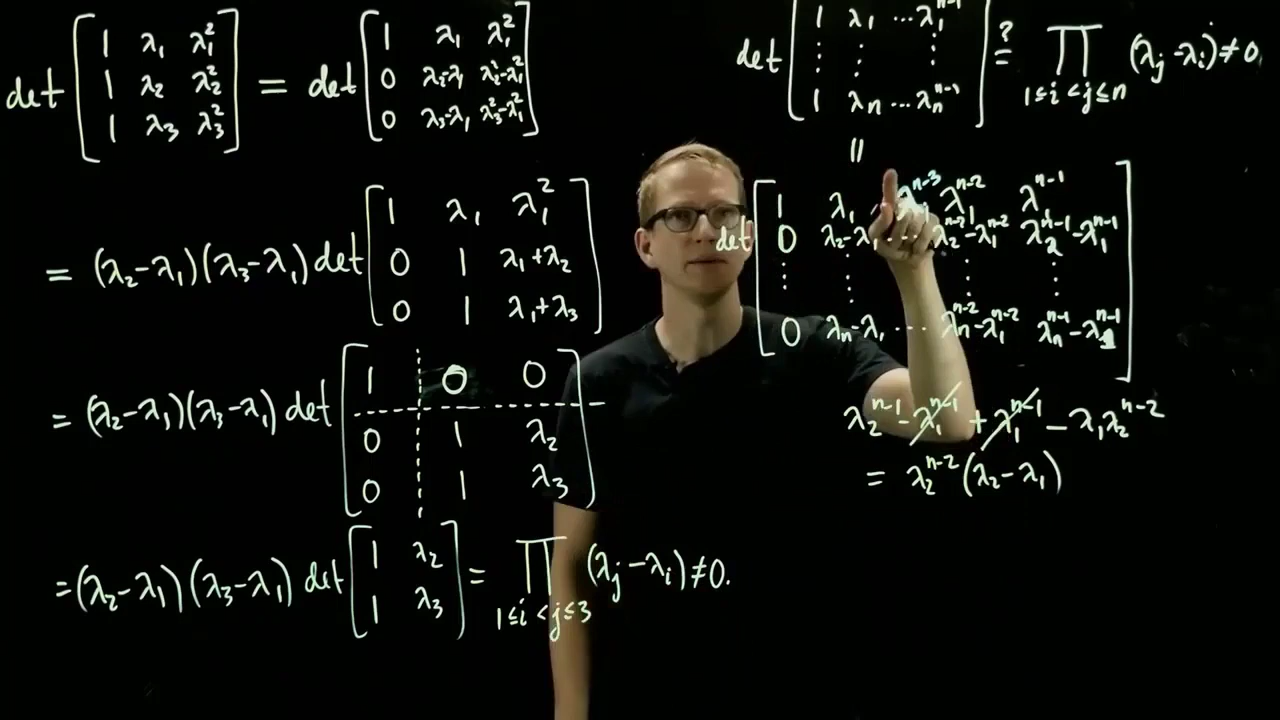 det [ 1 λ₁ λ₁² ; 1 λ₂ λ₂² ; 1 λ₃ λ₃² ] = det [ 1 λ₁ λ₁² ; 0 λ₂-λ₁ λ₂²-λ₁² ; 0 λ₃-λ₁ λ₃²-λ₁² ]
= (λ₂-λ₁)(λ₃-λ₁) det [ 1 λ₁ λ₁² ; 0 1 λ₁+λ₂ ; 0 1 λ₁+λ₃ ]
= (λ₂-λ₁)(λ₃-λ₁) det [ 1 0 0 ; 0 1 λ₂ ; 0 1 λ₃ ]
= (λ₂-λ₁)(λ₃-λ₁) det [ 1 λ₂ ; 1 λ₃ ] = ∏ (λⱼ-λᵢ) ≠ 0.
1≤i<j≤3
det [ 1 λ₁ ⋯ λ₁ⁿ⁻¹ ; ⋮ ⋮ ⋮ ; 1 λₙ ⋯ λₙⁿ⁻¹ ] ≟ ∏ (λⱼ-λᵢ) ≠ 0
1≤i<j≤n
||
det [ 1 λ₁ ⋯ λ₁ⁿ⁻³ λ₁ⁿ⁻² λ₁ⁿ⁻¹ ; 0 λ₂-λ₁ ⋯ λ₂ⁿ⁻²-λ₁ⁿ⁻² λ₂ⁿ⁻¹-λ₁ⁿ⁻¹ ; ⋮ ⋮ ⋮ ⋮ ; 0 λₙ-λ₁ ⋯ λₙⁿ⁻²-λ₁ⁿ⁻² λₙⁿ⁻¹-λ₁ⁿ⁻¹ ]
λ₂ⁿ⁻¹ - λ₁ⁿ⁻¹ + λ₁ⁿ⁻¹ - λ₁λ₂ⁿ⁻²
= λ₂ⁿ⁻²(λ₂-λ₁)